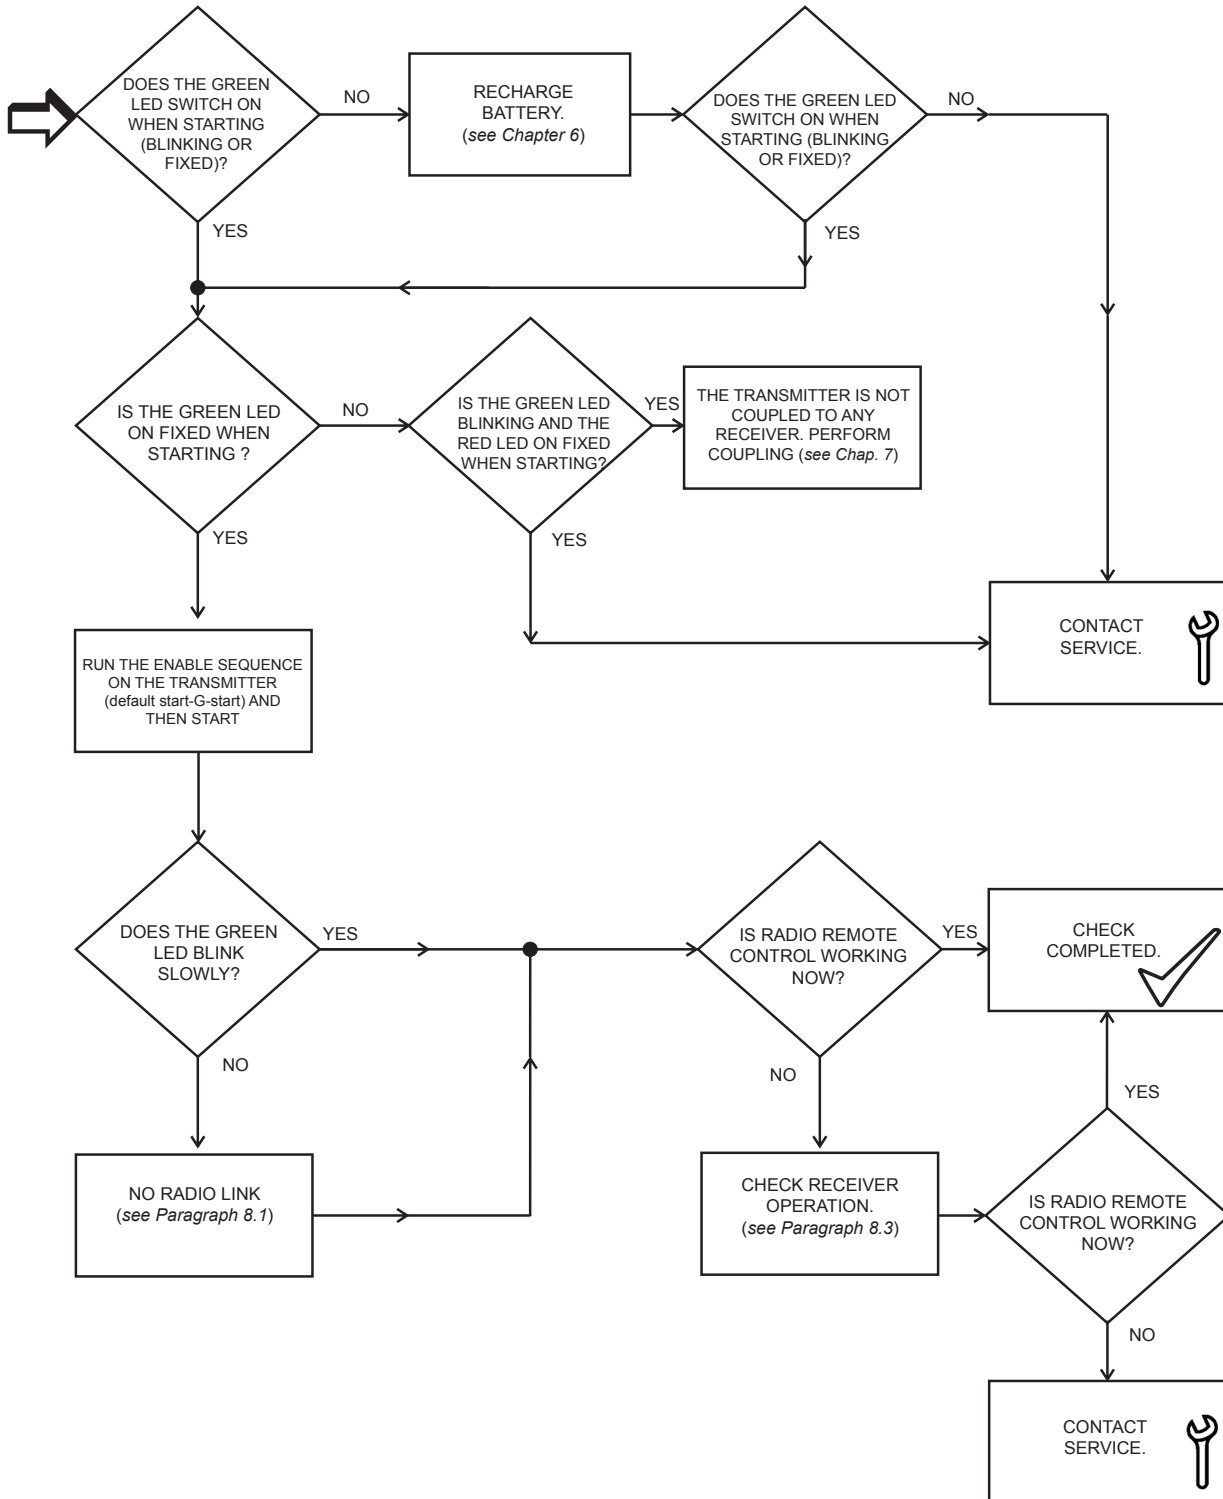 DOES THE GREEN
LED SWITCH ON
WHEN STARTING
(BLINKING OR
FIXED)?
NO
RECHARGE
BATTERY.
(see Chapter 6)
DOES THE GREEN LED
SWITCH ON WHEN
STARTING (BLINKING
OR FIXED)?
NO
YES
YES
IS THE GREEN LED
ON FIXED WHEN
STARTING ?
NO
IS THE GREEN LED
BLINKING AND THE
RED LED ON FIXED
WHEN STARTING?
YES
THE TRANSMITTER IS NOT
COUPLED TO ANY
RECEIVER. PERFORM
COUPLING (see Chap. 7)
YES
YES
CONTACT
SERVICE.
RUN THE ENABLE SEQUENCE
ON THE TRANSMITTER
(default start-G-start) AND
THEN START
DOES THE GREEN
LED BLINK
SLOWLY?
YES
IS RADIO REMOTE
CONTROL WORKING
NOW?
YES
CHECK
COMPLETED.
NO
NO
YES
NO RADIO LINK
(see Paragraph 8.1)
CHECK RECEIVER
OPERATION.
(see Paragraph 8.3)
IS RADIO REMOTE
CONTROL WORKING
NOW?
NO
CONTACT
SERVICE.